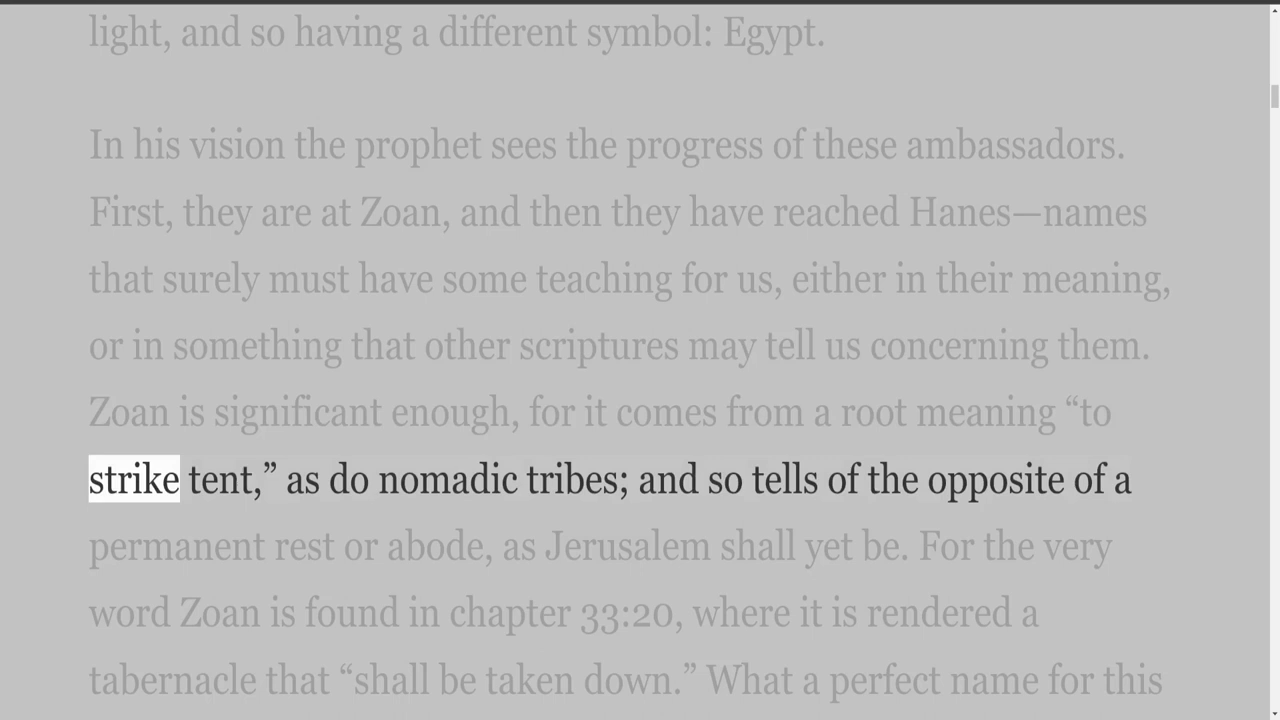 light, and so having a different symbol: Egypt.
In his vision the prophet sees the progress of these ambassadors.
First, they are at Zoan, and then they have reached Hanes—names
that surely must have some teaching for us, either in their meaning,
or in something that other scriptures may tell us concerning them.
Zoan is significant enough, for it comes from a root meaning “to
strike tent,” as do nomadic tribes; and so tells of the opposite of a
permanent rest or abode, as Jerusalem shall yet be. For the very
word Zoan is found in chapter 33:20, where it is rendered a
tabernacle that “shall be taken down.” What a perfect name for this